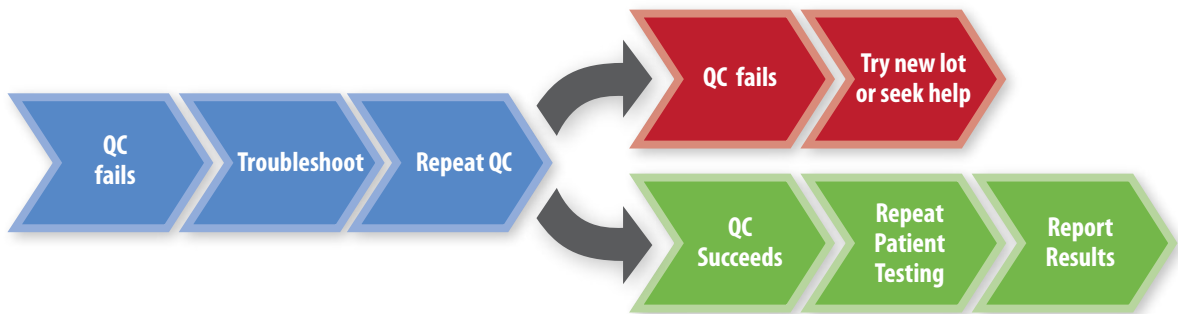 QC
fails
Troubleshoot
Repeat QC
QC fails
Try new lot
or seek help
QC
Succeeds
Repeat
Patient
Testing
Report
Results